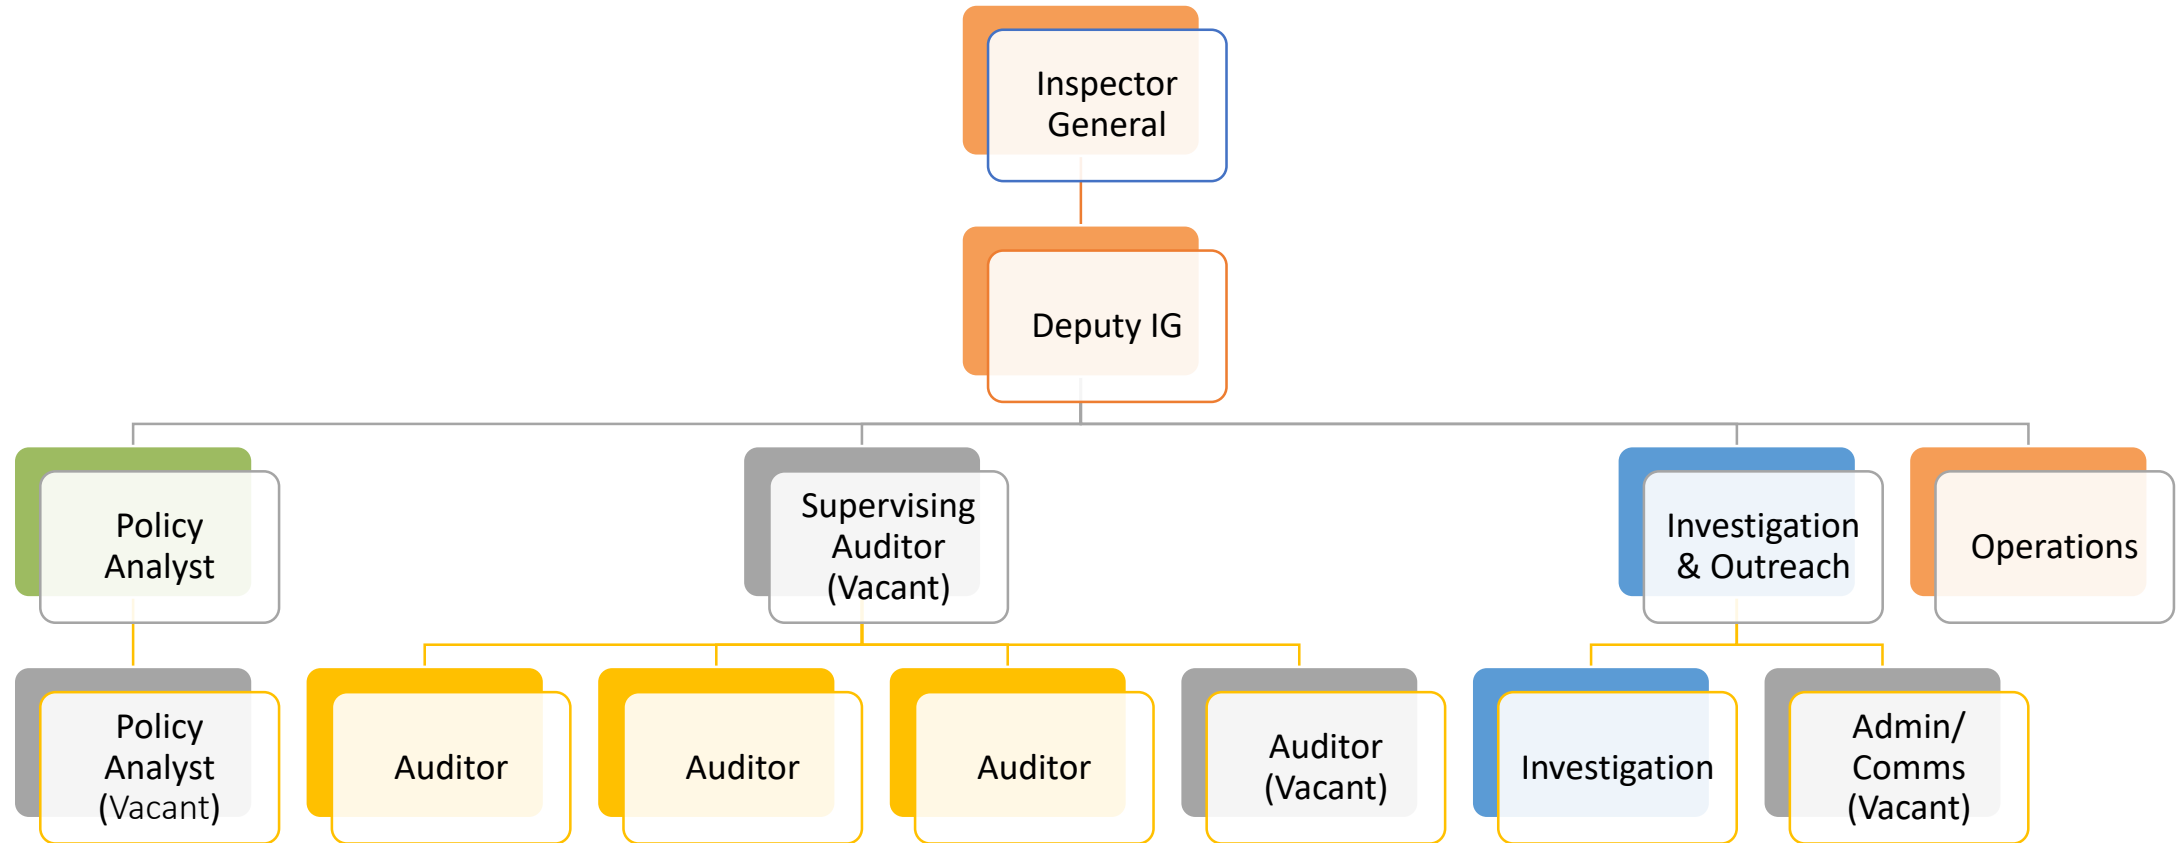 Inspector
General
Deputy IG
Policy
Analyst
Supervising
Auditor
(Vacant)
Investigation
& Outreach
Operations
Policy
Analyst
(Vacant)
Auditor
Auditor
Auditor
Auditor
(Vacant)
Investigation
Admin/
Comms
(Vacant)